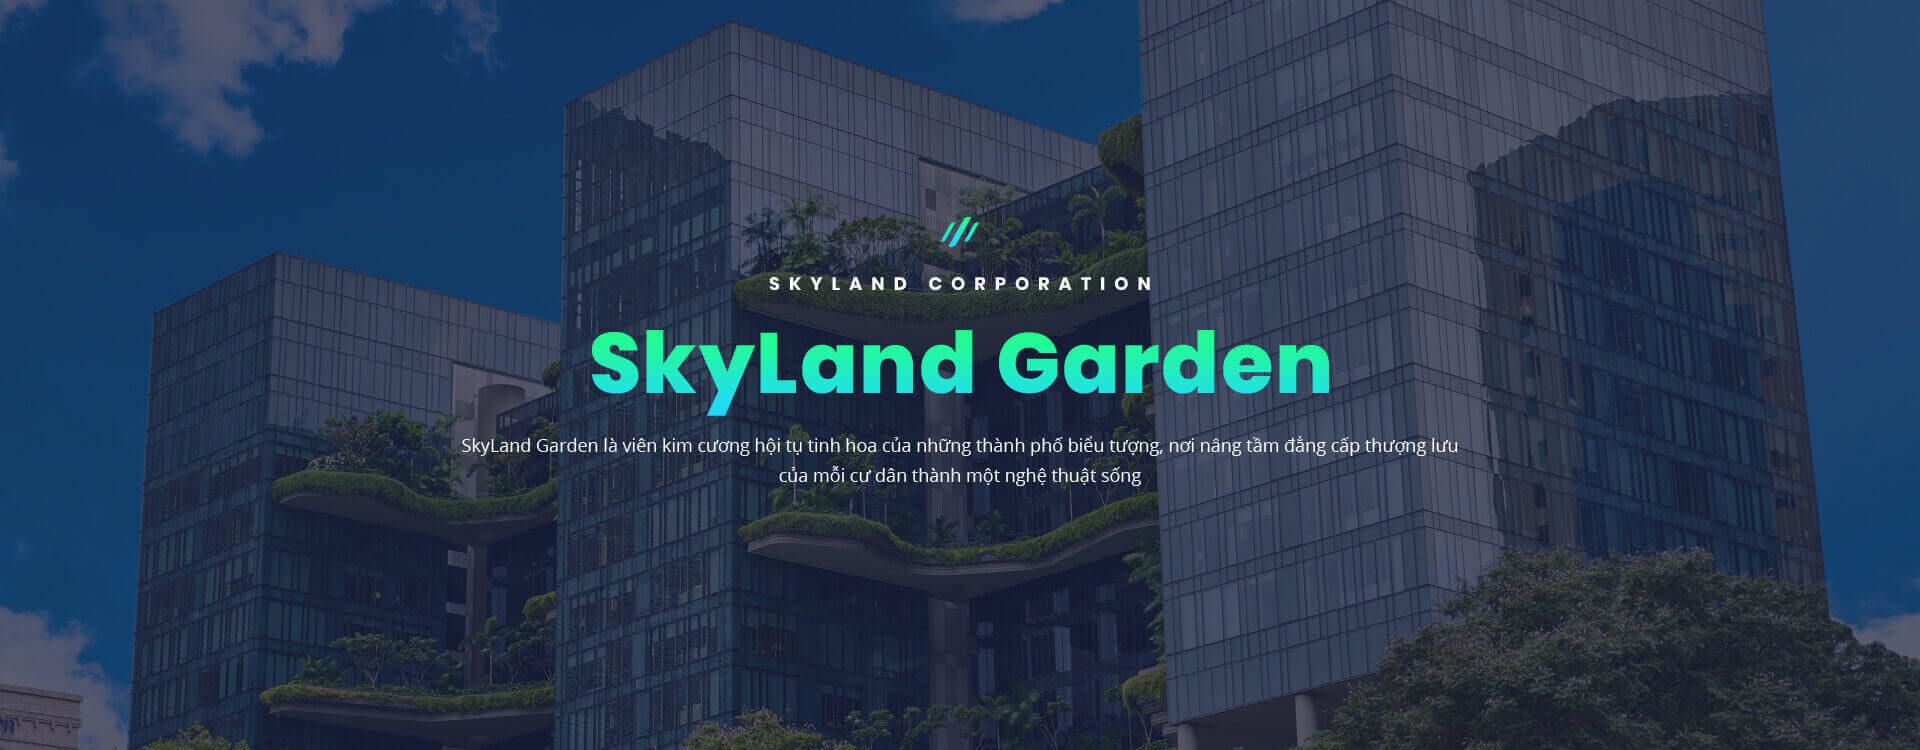 SKYLAND CORPORATION
SkyLand Garden
SkyLand Garden là viên kim cương hội tụ tinh hoa của những thành phố biểu tượng, nơi nâng tầm đẳng cấp thượng lưu
của mỗi cư dân thành một nghệ thuật sống